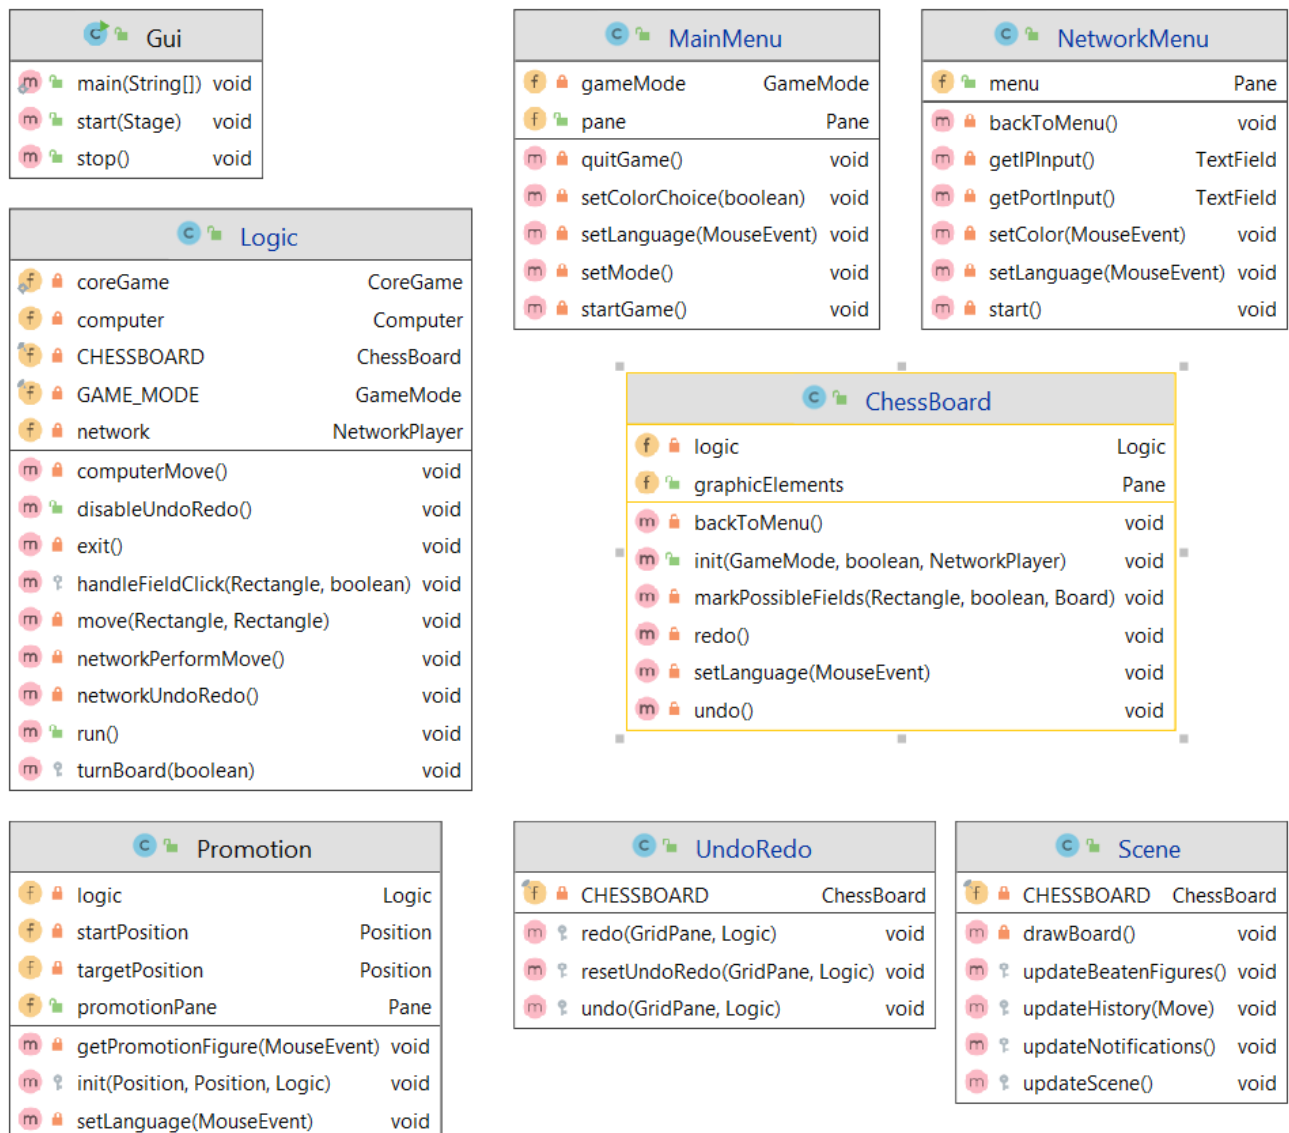 Gui
main(String[]) void
start(Stage) void
stop() void
MainMenu
gameMode GameMode
pane Pane
quitGame() void
setColorChoice(boolean) void
setLanguage(MouseEvent) void
setMode() void
startGame() void
NetworkMenu
menu Pane
backToMenu() void
getIPInput() TextField
getPortInput() TextField
setColor(MouseEvent) void
setLanguage(MouseEvent) void
start() void
Logic
coreGame CoreGame
computer Computer
CHESSBOARD ChessBoard
GAME_MODE GameMode
network NetworkPlayer
computerMove() void
disableUndoRedo() void
exit() void
handleFieldClick(Rectangle, boolean) void
move(Rectangle, Rectangle) void
networkPerformMove() void
networkUndoRedo() void
run() void
turnBoard(boolean) void
ChessBoard
logic Logic
graphicElements Pane
backToMenu() void
init(GameMode, boolean, NetworkPlayer) void
markPossibleFields(Rectangle, boolean, Board) void
redo() void
setLanguage(MouseEvent) void
undo() void
Promotion
logic Logic
startPosition Position
targetPosition Position
promotionPane Pane
getPromotionFigure(MouseEvent) void
init(Position, Position, Logic) void
setLanguage(MouseEvent) void
UndoRedo
CHESSBOARD ChessBoard
redo(GridPane, Logic) void
resetUndoRedo(GridPane, Logic) void
undo(GridPane, Logic) void
Scene
CHESSBOARD ChessBoard
drawBoard() void
updateBeatenFigures() void
updateHistory(Move) void
updateNotifications() void
updateScene() void